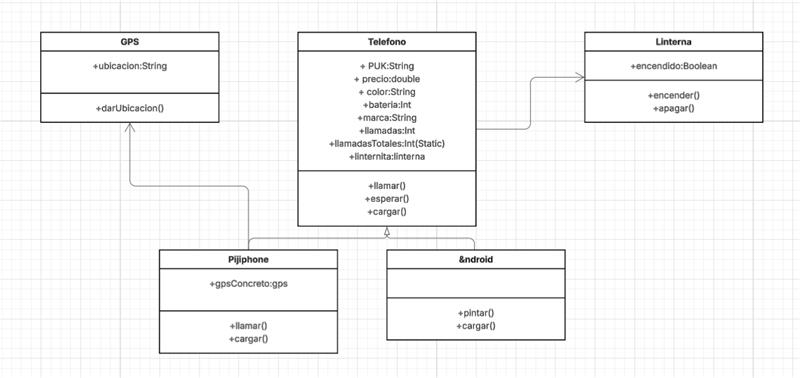 GPS
+ubicacion:String
+darUbicacion()
Telefono
+ PUK:String
+ precio:double
+ color:String
+bateria:Int
+marca:String
+llamadas:Int
+llamadasTotales:Int(Static)
+linternita:linterna
+llamar()
+esperar()
+cargar()
Linterna
+encendido:Boolean
+encender()
+apagar()
Pijiphone
+gpsConcreto:gps
+llamar()
+cargar()
&ndroid
+pintar()
+cargar()